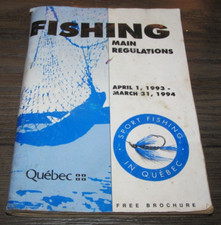 FISHING
MAIN
REGULATIONS
APRIL 1, 1993 -
MARCH 31, 1994
SPORT FISHING
IN QUÉBEC
Québec
FREE BROCHURE